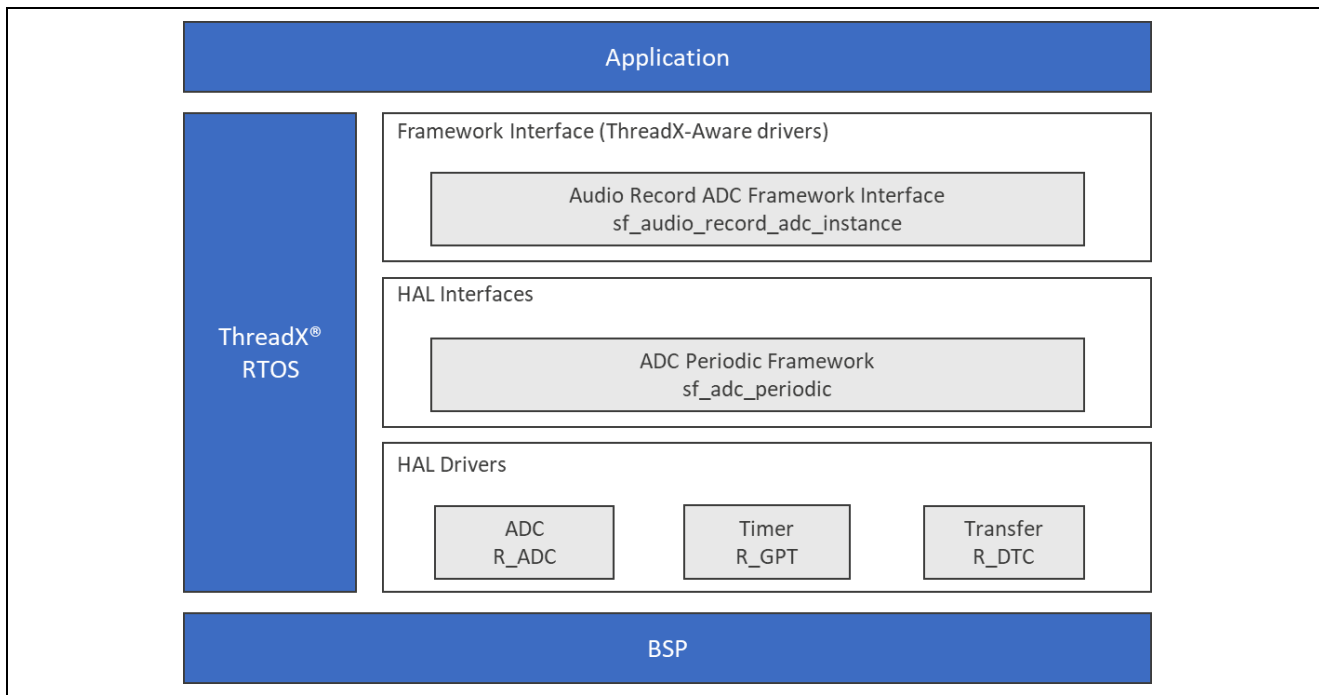 Application
ThreadX®
RTOS
Framework Interface (ThreadX-Aware drivers)
Audio Record ADC Framework Interface
sf_audio_record_adc_instance
HAL Interfaces
ADC Periodic Framework
sf_adc_periodic
HAL Drivers
ADC
R_ADC
Timer
R_GPT
Transfer
R_DTC
BSP